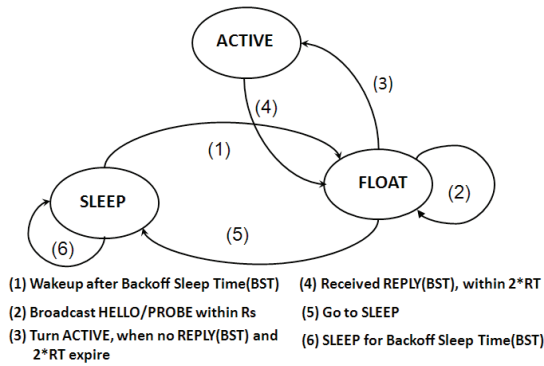 ACTIVE
(3)
(4)
(1)
FLOAT
(2)
SLEEP
(5)
(6)
(1) Wakeup after Backoff Sleep Time(BST)
(2) Broadcast HELLO/PROBE within Rs
(3) Turn ACTIVE, when no REPLY(BST) and
2*RT expire
(4) Received REPLY(BST), within 2*RT
(5) Go to SLEEP
(6) SLEEP for Backoff Sleep Time(BST)